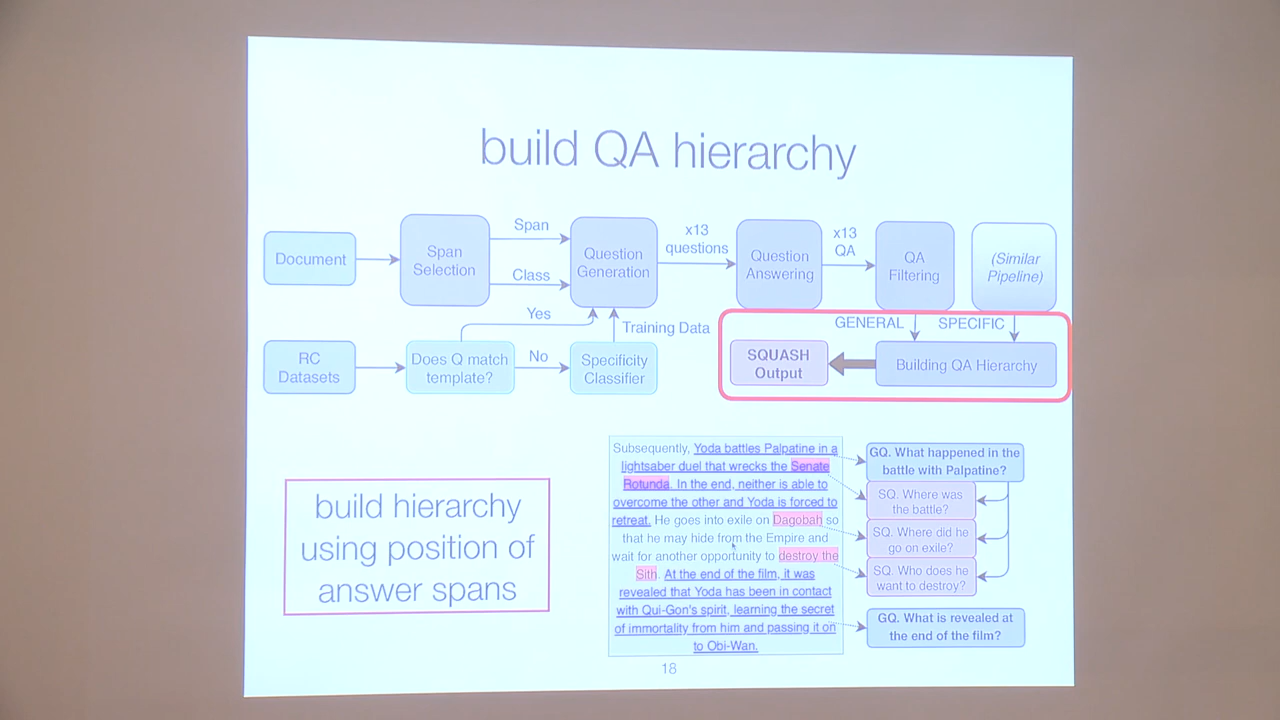 build QA hierarchy
Document
Span
Selection
Span
Class
Question
Generation
x13
questions
Question
Answering
x13
QA
QA
Filtering
(Similar
Pipeline)
Yes
Training Data
GENERAL
SPECIFIC
RC
Datasets
Does Q match
template?
No
Specificity
Classifier
SQUASH
Output
Building QA Hierarchy
build hierarchy
using position of
answer spans
Subsequently, Yoda battles Palpatine in a
lightsaber duel that wrecks the Senate
Rotunda. In the end, neither is able to
overcome the other and Yoda is forced to
retreat. He goes into exile on Dagobah so
that he may hide from the Empire and
wait for another opportunity to destroy the
Sith. At the end of the film, it was
revealed that Yoda has been in contact
with Qui-Gon's spirit, learning the secret
of immortality from him and passing it on
to Obi-Wan.
GQ. What happened in the
battle with Palpatine?
SQ. Where was
the battle?
SQ. Where did he
go on exile?
SQ. Who does he
want to destroy?
GQ. What is revealed at
the end of the film?
18